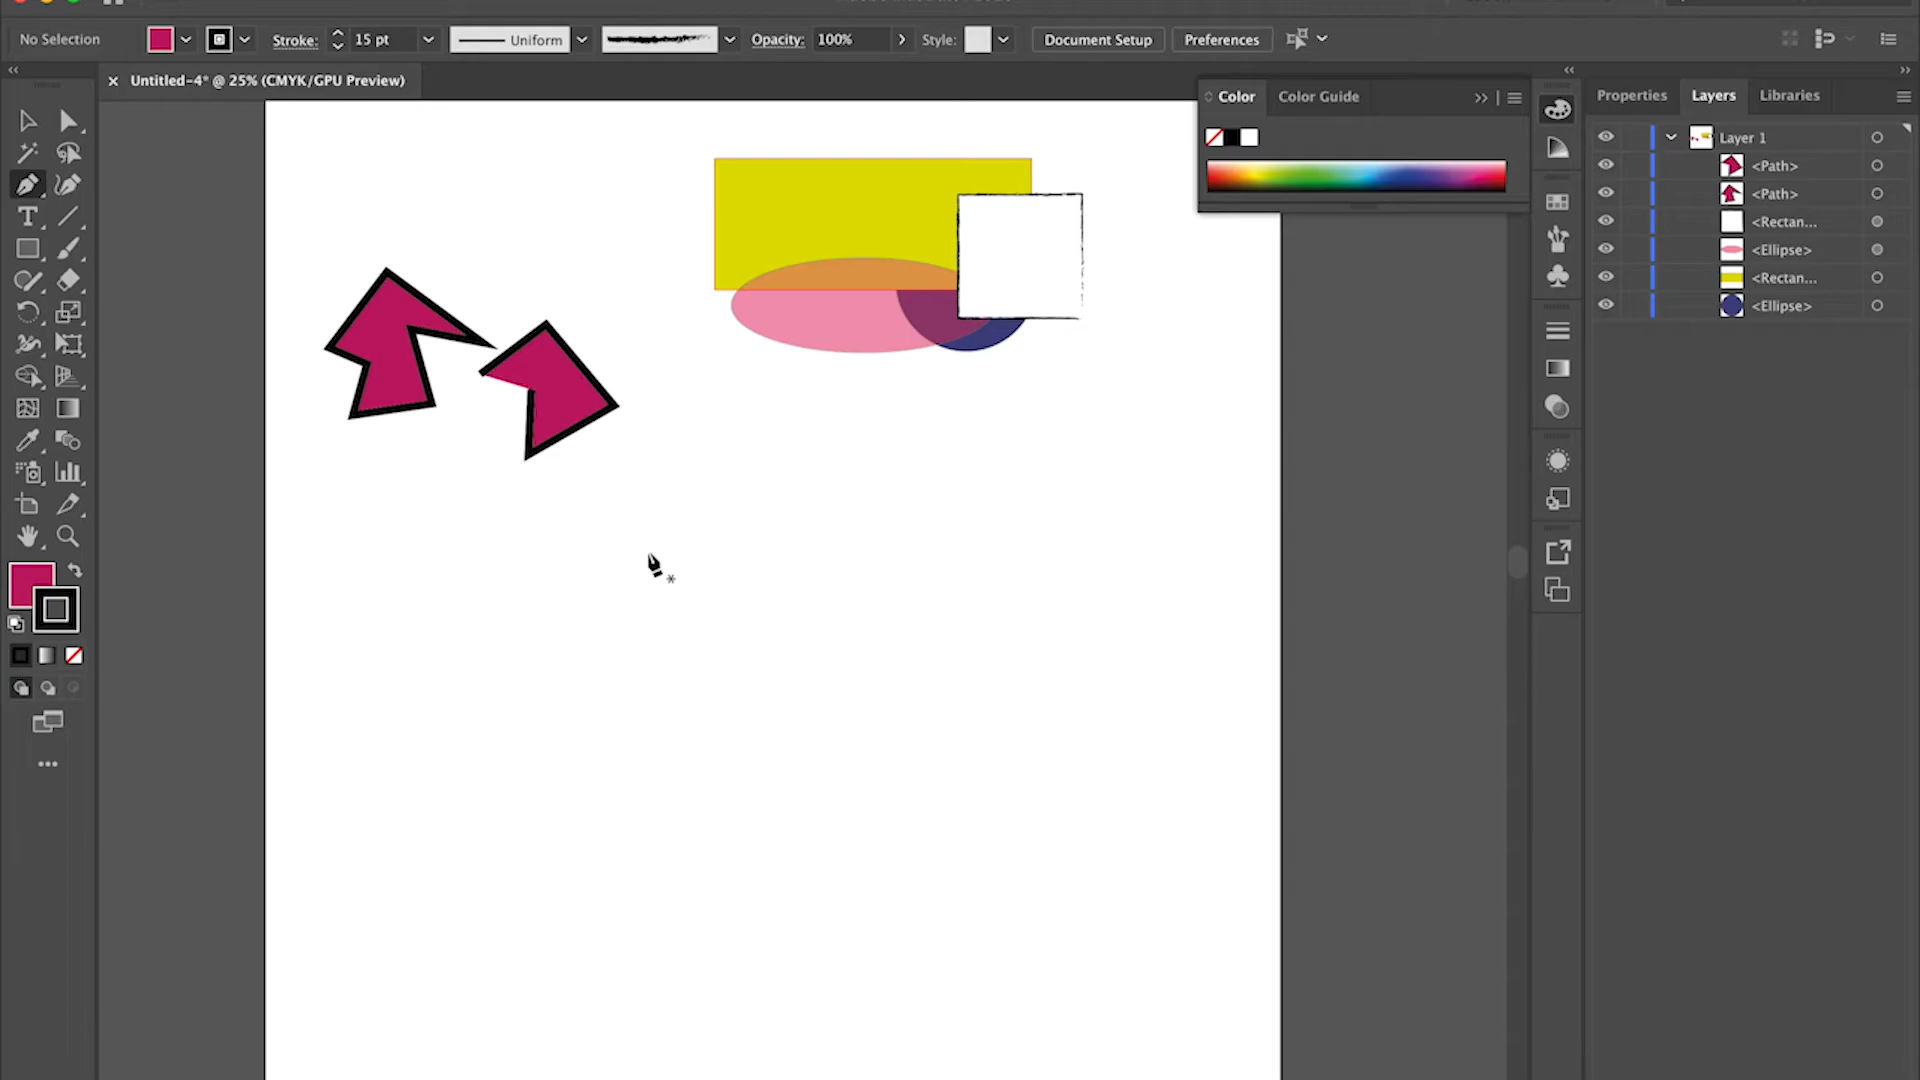 No Selection
Stroke:
15 pt
Uniform
Opacity:
100%
Style:
Document Setup
Preferences
Untitled-4* @ 25% (CMYK/GPU Preview)
Color
Color Guide
Properties
Layers
Libraries
Layer 1
<Path>
<Path>
<Rectan...
<Ellipse>
<Rectan...
<Ellipse>